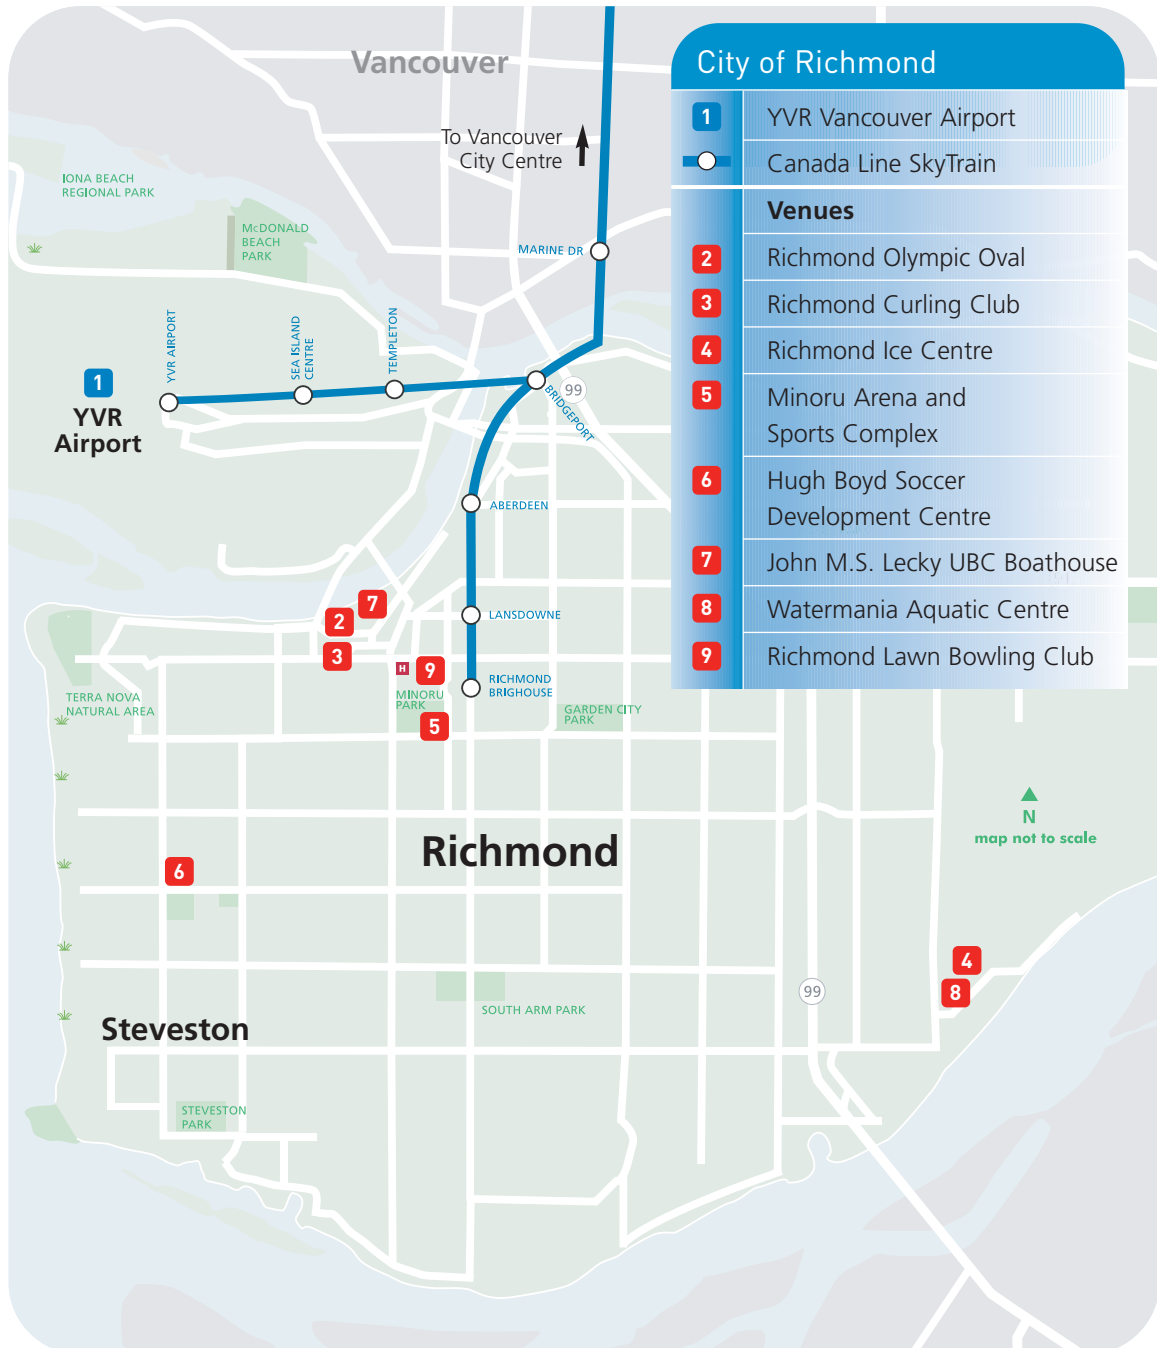 Vancouver
To Vancouver
City Centre
IONA BEACH
REGIONAL PARK
McDONALD
BEACH
PARK
MARINE DR
YVR AIRPORT
SEA ISLAND
CENTRE
TEMPLETON
1
YVR
Airport
99
BRIDGEPORT
ABERDEEN
7
2
LANSDOWNE
3
H
9
RICHMOND
BRIGHOUSE
TERRA NOVA
NATURAL AREA
MINORU
PARK
5
GARDEN CITY
PARK
N
map not to scale
Richmond
6
4
8
99
SOUTH ARM PARK
Steveston
STEVESTON
PARK
City of Richmond
1 YVR Vancouver Airport
Canada Line SkyTrain
Venues
2 Richmond Olympic Oval
3 Richmond Curling Club
4 Richmond Ice Centre
5 Minoru Arena and
Sports Complex
6 Hugh Boyd Soccer
Development Centre
7 John M.S. Lecky UBC Boathouse
8 Watermania Aquatic Centre
9 Richmond Lawn Bowling Club